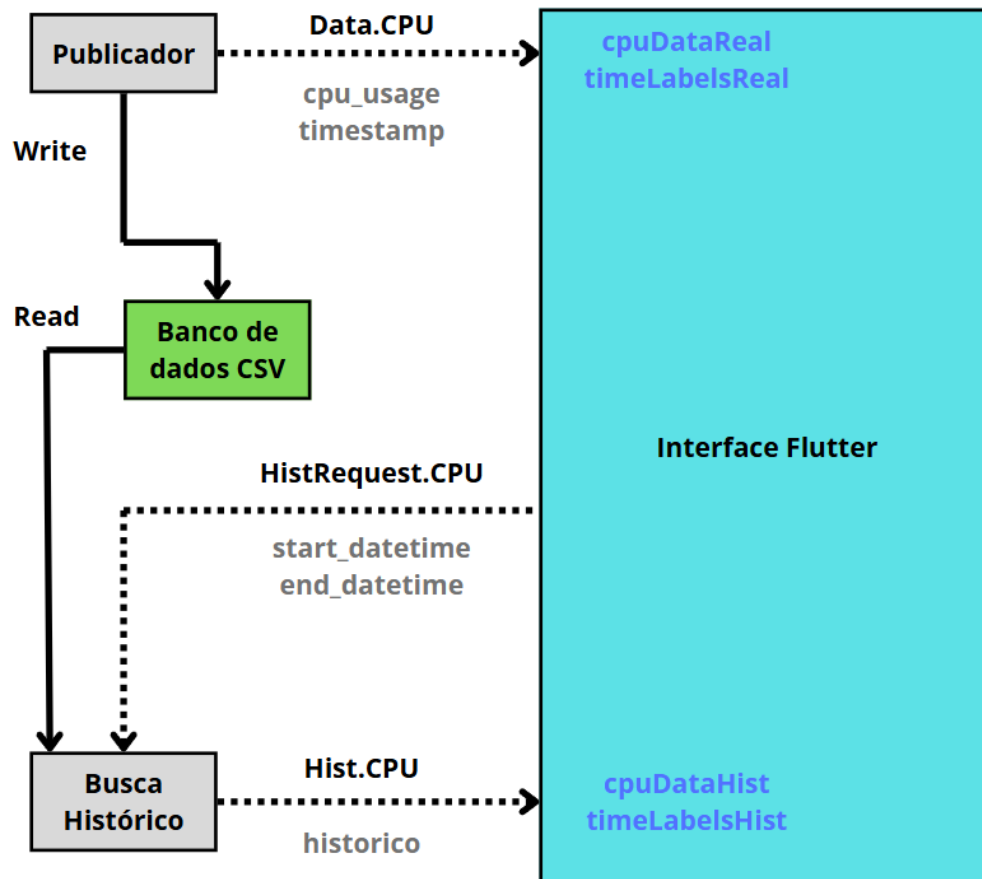 Publicador
Data.CPU
cpu_usage
timestamp
cpuDataReal
timeLabelsReal
Write
Read
Banco de
dados CSV
Interface Flutter
HistRequest.CPU
start_datetime
end_datetime
Busca
Histórico
Hist.CPU
historico
cpuDataHist
timeLabelsHist